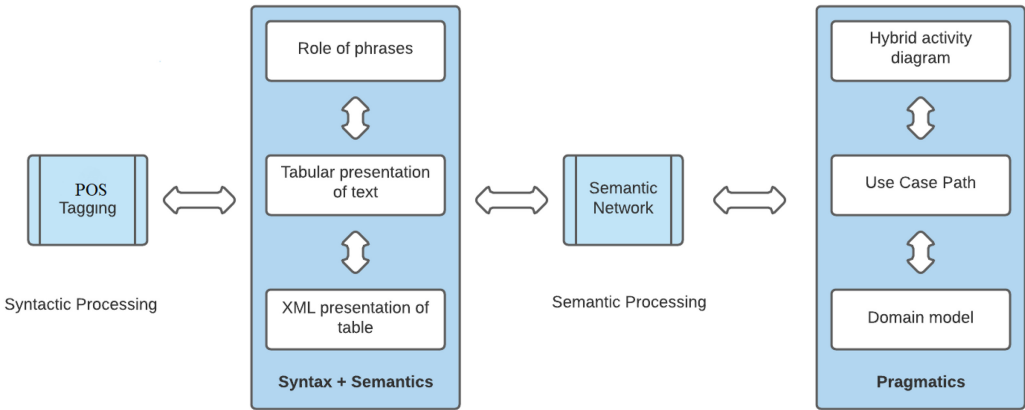 POS
Tagging
Syntactic Processing
Role of phrases
Tabular presentation
of text
XML presentation of
table
Syntax + Semantics
Semantic
Network
Semantic Processing
Hybrid activity
diagram
Use Case Path
Domain model
Pragmatics